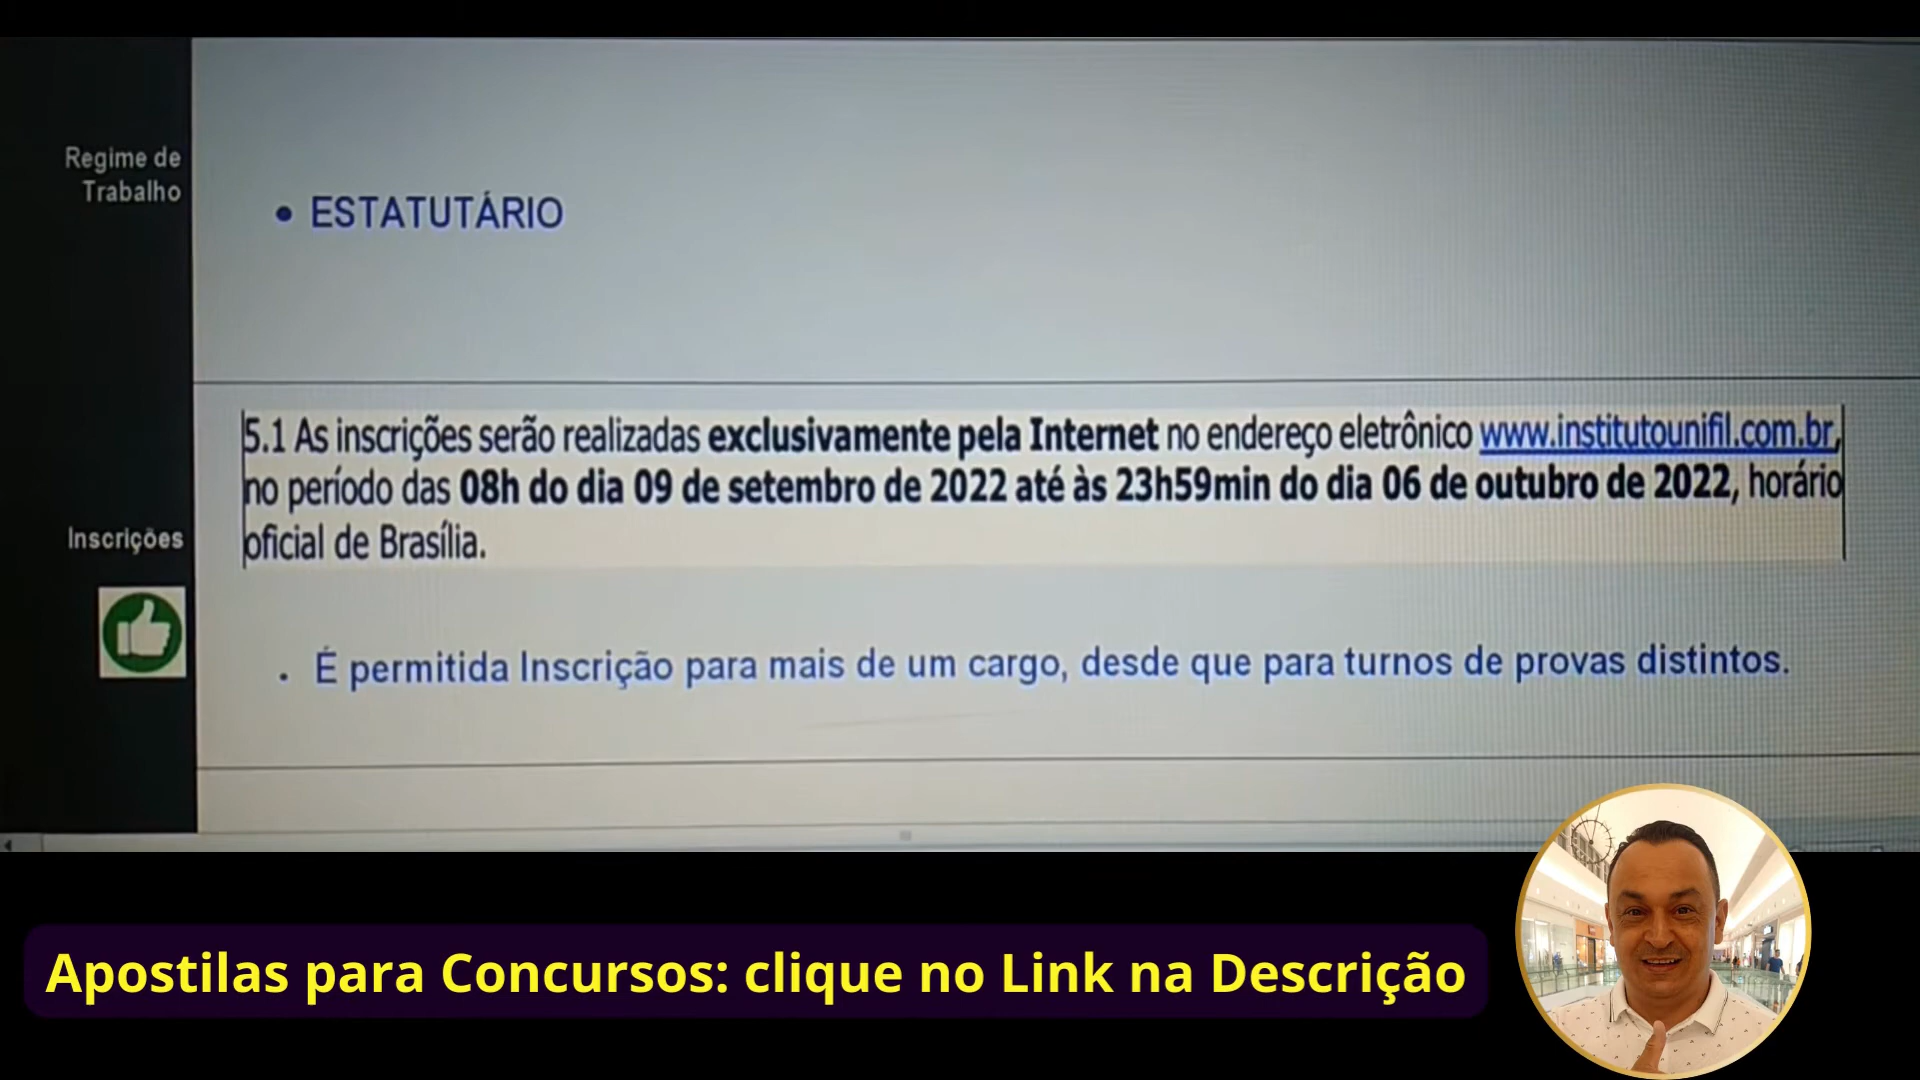 Regime de
Trabalho
• ESTATUTÁRIO
5.1 As inscrições serão realizadas exclusivamente pela Internet no endereço eletrônico www.institutounifil.com.br,
no período das 08h do dia 09 de setembro de 2022 até às 23h59min do dia 06 de outubro de 2022, horário
oficial de Brasília.
Inscrições
. É permitida Inscrição para mais de um cargo, desde que para turnos de provas distintos.
Apostilas para Concursos: clique no Link na Descrição